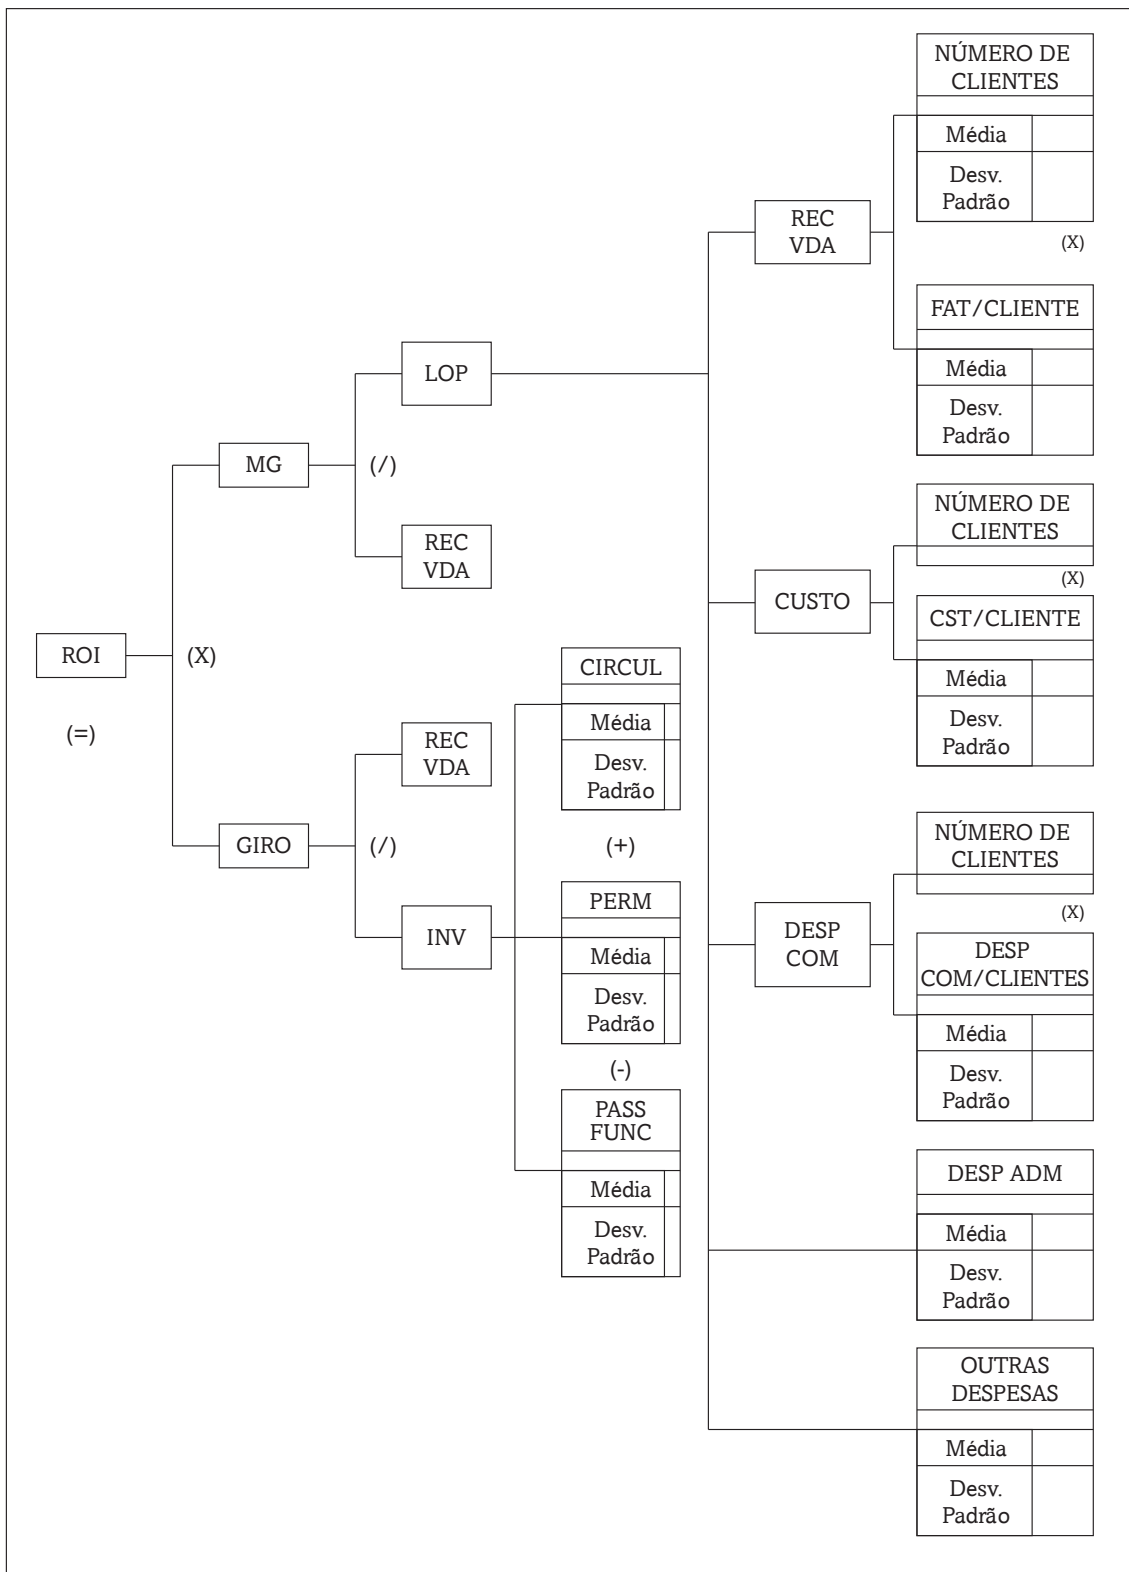 ROI
(=)
(X)
MG
GIRO
(/)
LOP
REC
VDA
(/)
REC
VDA
INV
CIRCUL
Média
Desv.
Padrão
(+)
PERM
Média
Desv.
Padrão
(-)
PASS
FUNC
Média
Desv.
Padrão
REC
VDA
NÚMERO DE
CLIENTES
Média
Desv.
Padrão
(X)
FAT/CLIENTE
Média
Desv.
Padrão
CUSTO
NÚMERO DE
CLIENTES
(X)
CST/CLIENTE
Média
Desv.
Padrão
DESP
COM
NÚMERO DE
CLIENTES
(X)
DESP
COM/CLIENTES
Média
Desv.
Padrão
DESP ADM
Média
Desv.
Padrão
OUTRAS
DESPESAS
Média
Desv.
Padrão